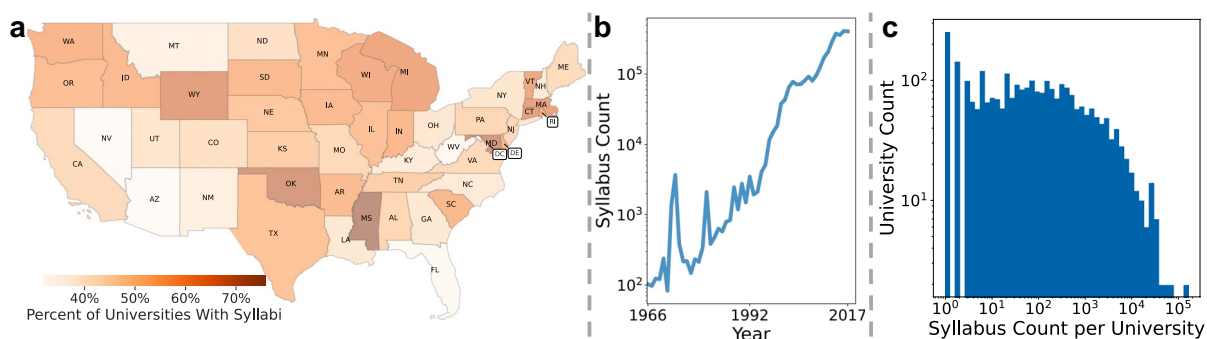 a
WA
MT
ND
MN
OR
ID
WY
SD
WI
MI
VT
NH
ME
NY
MA
CT
RI
NV
UT
CO
NE
IA
IL
IN
OH
PA
NJ
CA
KS
MO
KY
WV
MD
DC
DE
VA
AZ
NM
OK
AR
TN
NC
SC
TX
LA
MS
AL
GA
FL
40% 50% 60% 70%
Percent of Universities With Syllabi
b
Syllabus Count
10⁵
10⁴
10³
10²
1966 1992 2017
Year
c
University Count
10²
10¹
10⁰ 10¹ 10² 10³ 10⁴ 10⁵
Syllabus Count per University